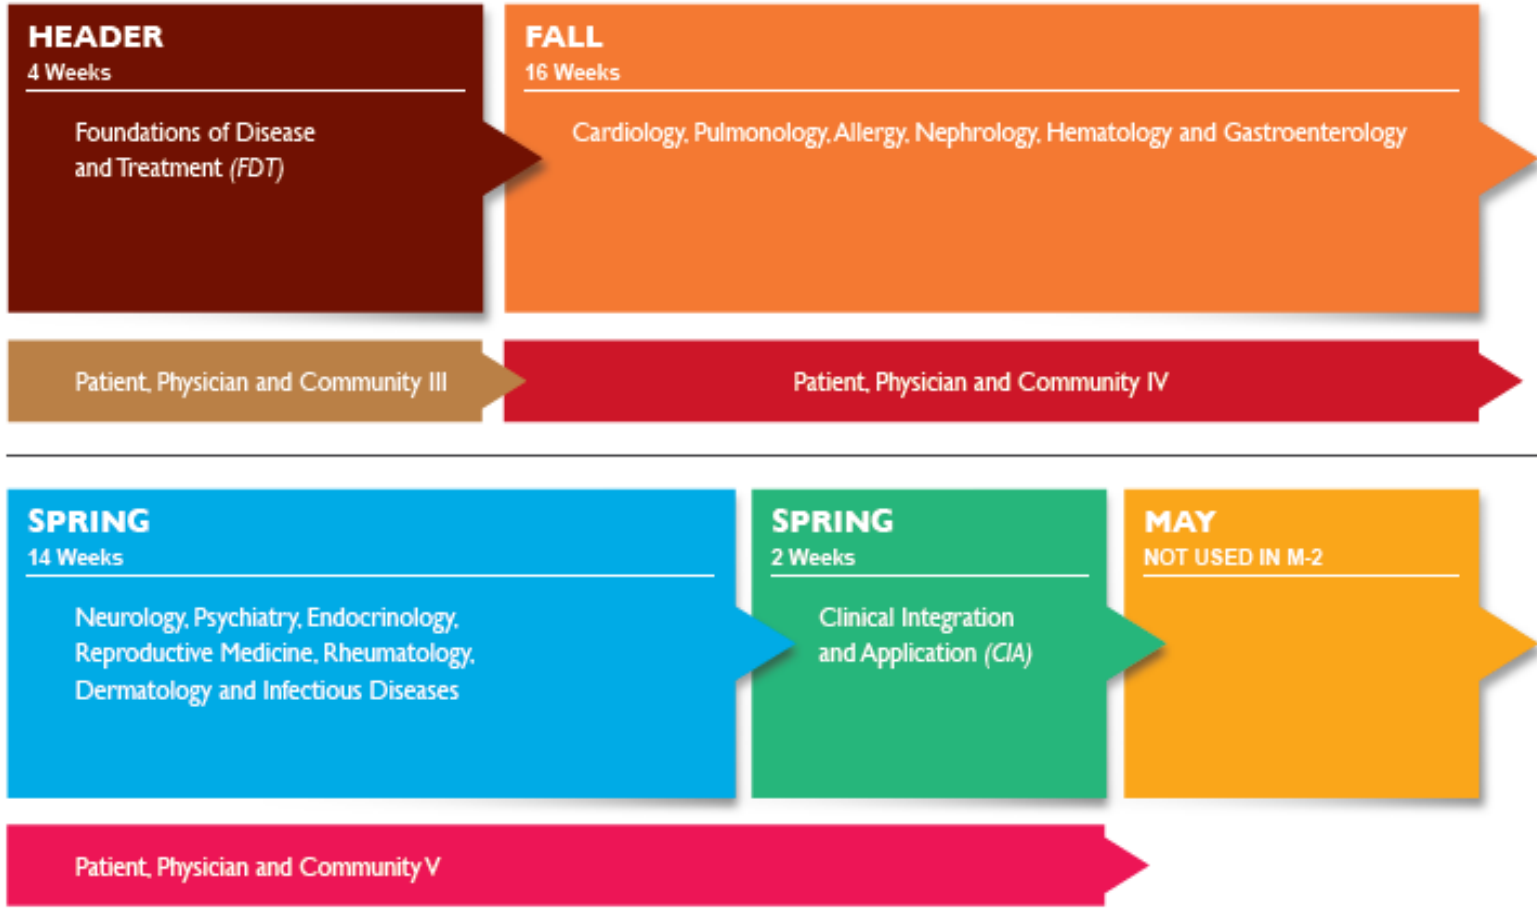 HEADER
4 Weeks
Foundations of Disease
and Treatment (FDT)
FALL
16 Weeks
Cardiology, Pulmonology, Allergy, Nephrology, Hematology and Gastroenterology
Patient, Physician and Community III
Patient, Physician and Community IV
SPRING
14 Weeks
Neurology, Psychiatry, Endocrinology,
Reproductive Medicine, Rheumatology,
Dermatology and Infectious Diseases
SPRING
2 Weeks
Clinical Integration
and Application (CIA)
MAY
NOT USED IN M-2
Patient, Physician and Community V